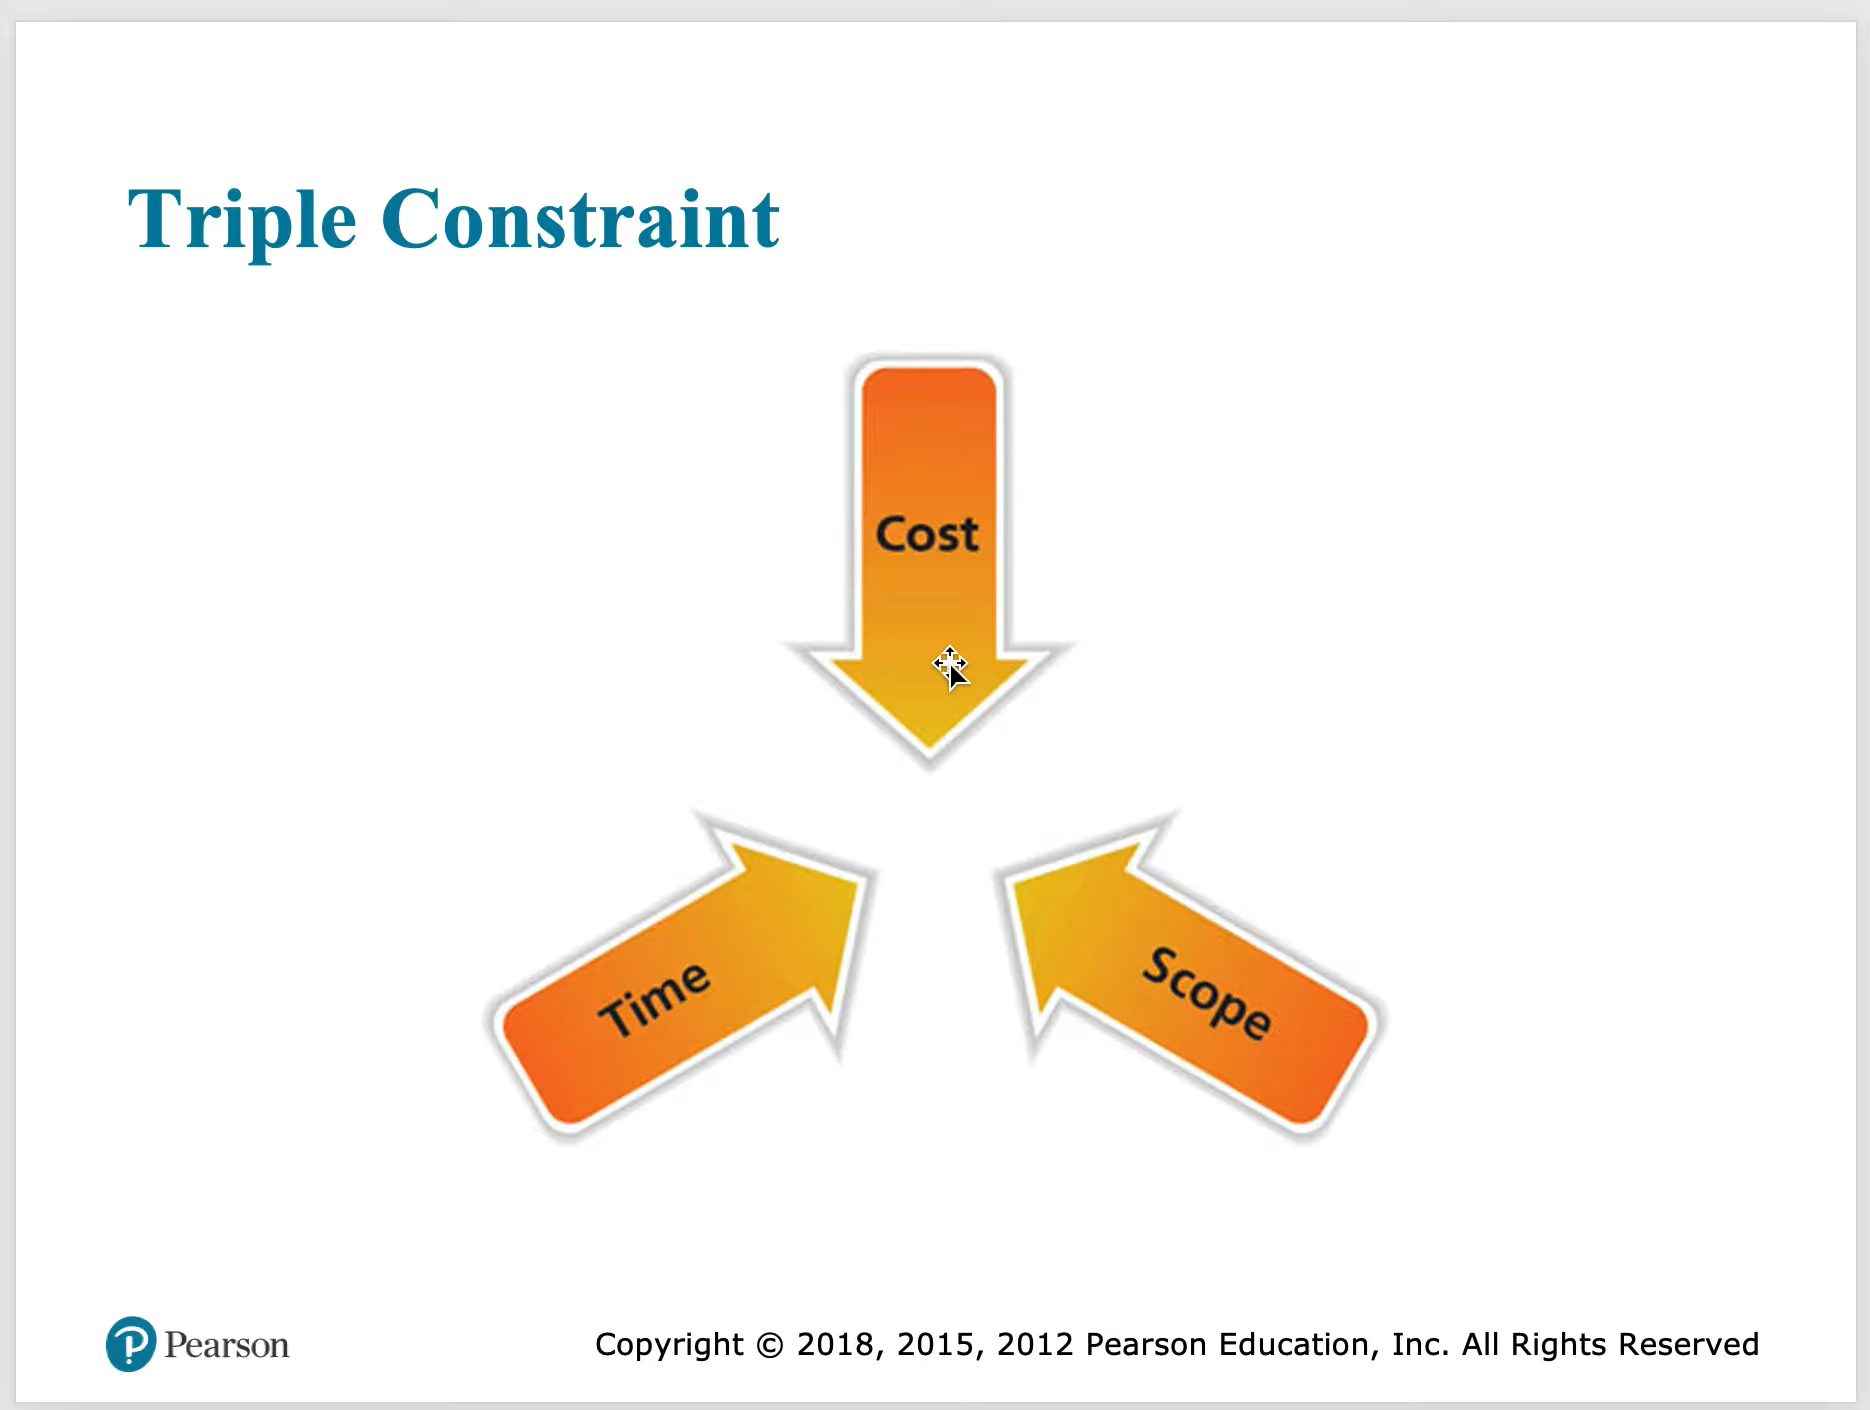 Triple Constraint
Cost
Time
Scope
Pearson
Copyright © 2018, 2015, 2012 Pearson Education, Inc. All Rights Reserved